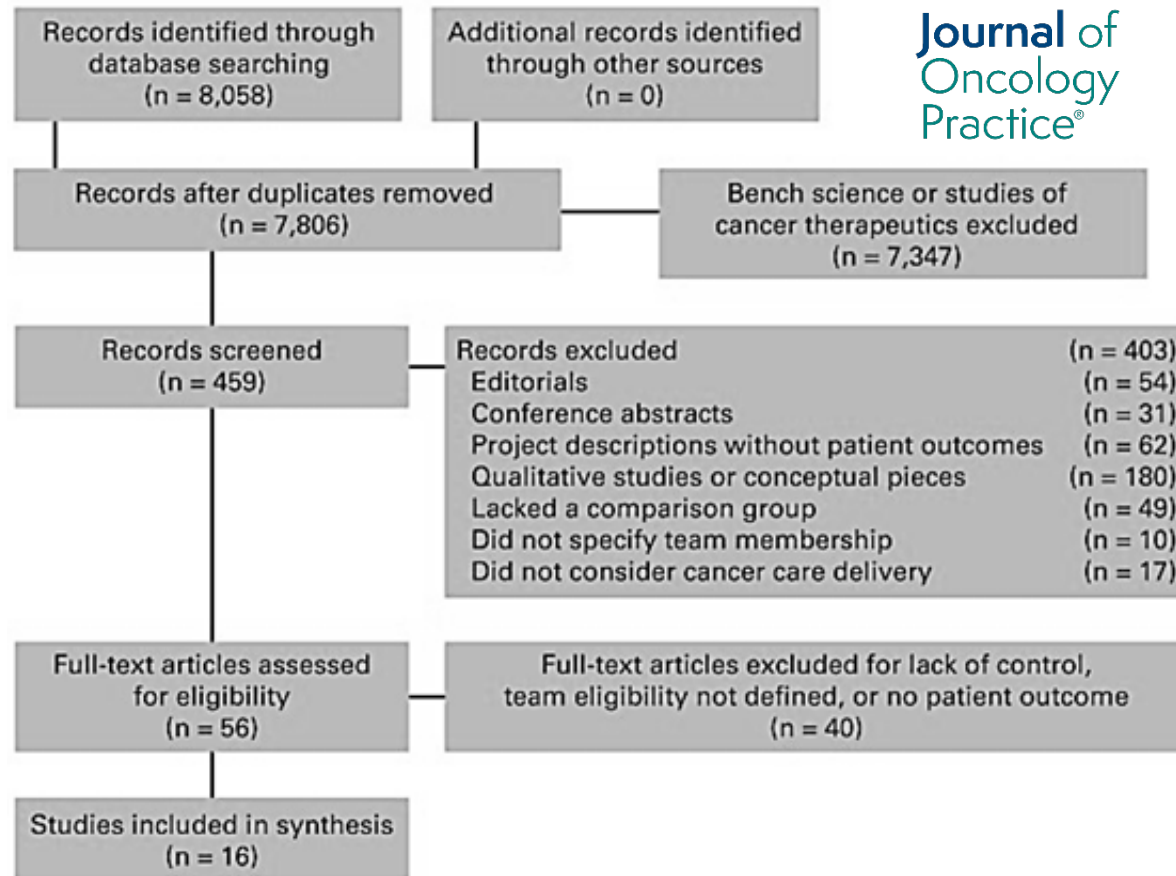 Records identified through
database searching
(n = 8,058)
Additional records identified
through other sources
(n = 0)
Journal of
Oncology
Practice®
Records after duplicates removed
(n = 7,806)
Bench science or studies of
cancer therapeutics excluded
(n = 7,347)
Records screened
(n = 459)
Records excluded (n = 403)
Editorials (n = 54)
Conference abstracts (n = 31)
Project descriptions without patient outcomes (n = 62)
Qualitative studies or conceptual pieces (n = 180)
Lacked a comparison group (n = 49)
Did not specify team membership (n = 10)
Did not consider cancer care delivery (n = 17)
Full-text articles assessed
for eligibility
(n = 56)
Full-text articles excluded for lack of control,
team eligibility not defined, or no patient outcome
(n = 40)
Studies included in synthesis
(n = 16)